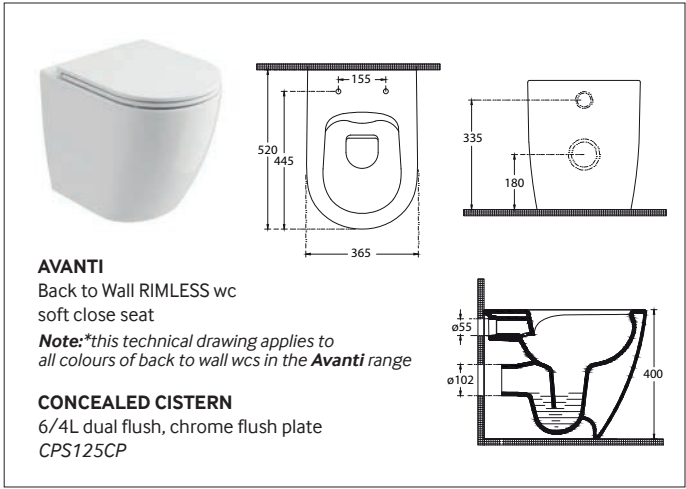 155
520
445
365
335
180
ø55
ø102
400
AVANTI
Back to Wall RIMLESS wc
soft close seat
Note:*this technical drawing applies to
all colours of back to wall wcs in the Avanti range
CONCEALED CISTERN
6/4L dual flush, chrome flush plate
CPS125CP